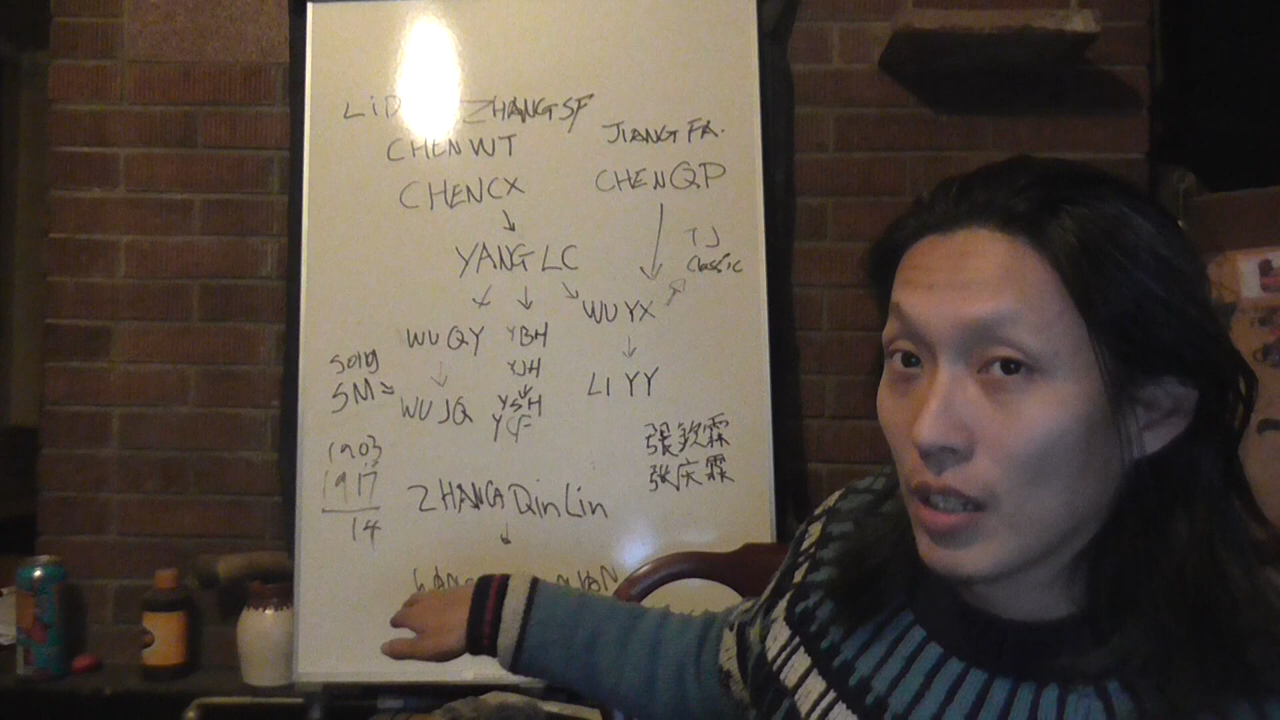 ZHANG SF
CHEN WT
JIANG FA.
CHEN CX
CHEN QP
YANG LC
TJ
Classic
WU QY
YBH
WU YX
YJH
LI YY
Song
SM
WU JQ
YSH
YCF
張欽霖
张庆霖
1903
1917
14
ZHANG QinLin